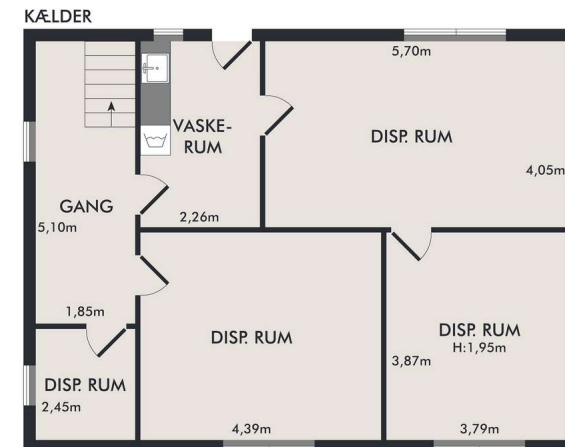 KÆLDER
5,70m
VASKE-
RUM
DISP. RUM
4,05m
GANG
5,10m
2,26m
1,85m
DISP. RUM
DISP. RUM
H:1,95m
3,87m
DISP. RUM
2,45m
4,39m
3,79m